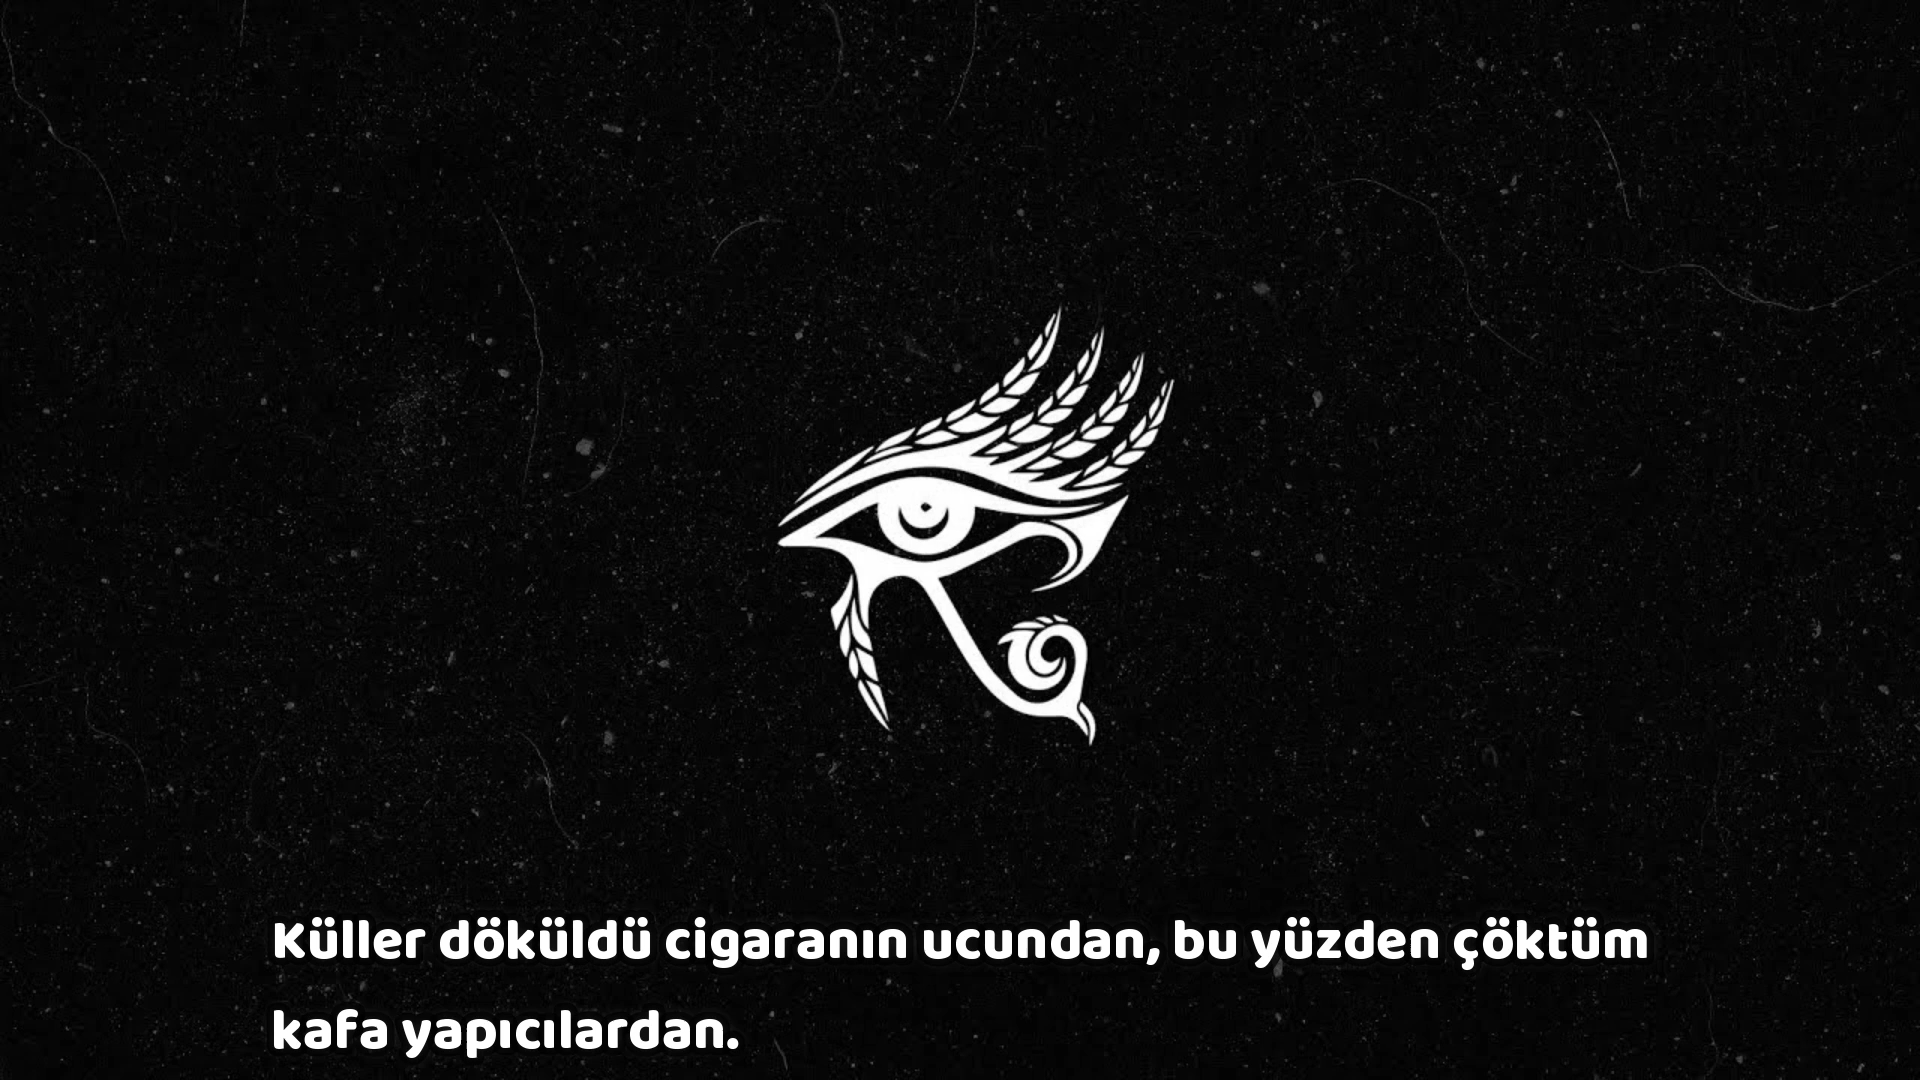 Küller döküldü cigaranın ucundan, bu yüzden çöktüm
kafa yapıcılardan.